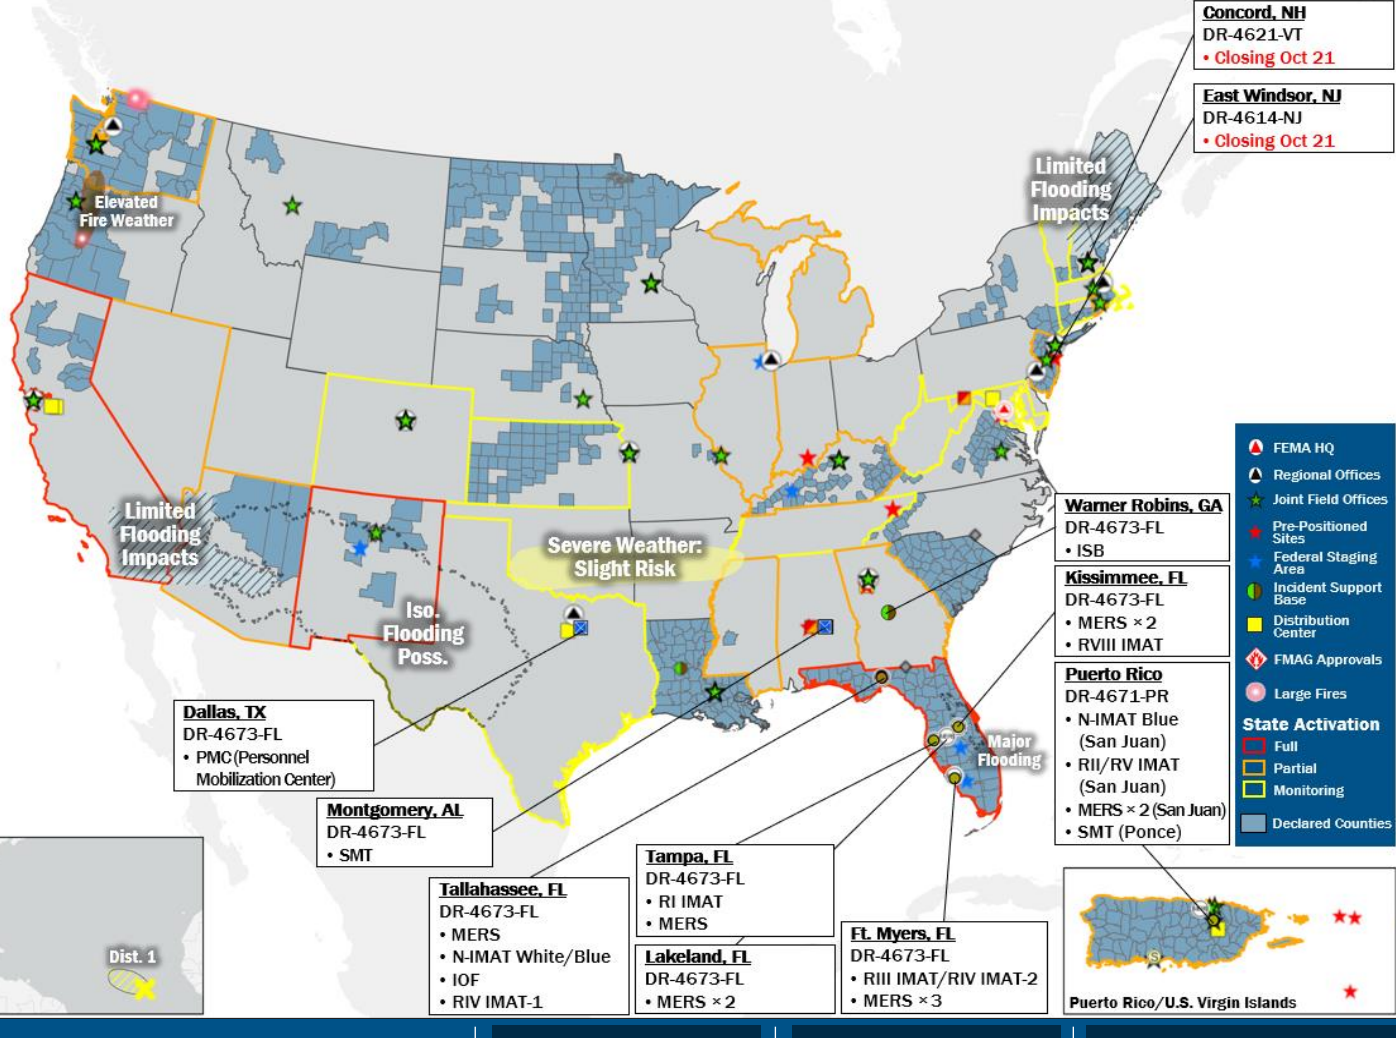 Concord, NH
DR-4621-VT
• Closing Oct 21
East Windsor, NJ
DR-4614-NJ
• Closing Oct 21
Limited
Flooding
Impacts
Elevated
Fire Weather
Limited
Flooding
Impacts
Severe Weather:
Slight Risk
Iso.
Flooding
Poss.
Major
Flooding
FEMA HQ
Regional Offices
Joint Field Offices
Pre-Positioned
Sites
Federal Staging
Area
Incident Support
Base
Distribution
Center
FMAG Approvals
Large Fires
State Activation
Full
Partial
Monitoring
Declared Counties
Warner Robins, GA
DR-4673-FL
• ISB
Kissimmee, FL
DR-4673-FL
• MERS × 2
• RVIII IMAT
Puerto Rico
DR-4671-PR
• N-IMAT Blue
(San Juan)
• RII/RV IMAT
(San Juan)
• MERS × 2 (San Juan)
• SMT (Ponce)
Dallas, TX
DR-4673-FL
• PMC (Personnel
Mobilization Center)
Montgomery, AL
DR-4673-FL
• SMT
Tallahassee, FL
DR-4673-FL
• MERS
• N-IMAT White/Blue
• IOF
• RIV IMAT-1
Tampa, FL
DR-4673-FL
• RI IMAT
• MERS
Lakeland, FL
DR-4673-FL
• MERS × 2
Ft. Myers, FL
DR-4673-FL
• RIII IMAT/RIV IMAT-2
• MERS × 3
Dist. 1
S
Puerto Rico/U.S. Virgin Islands